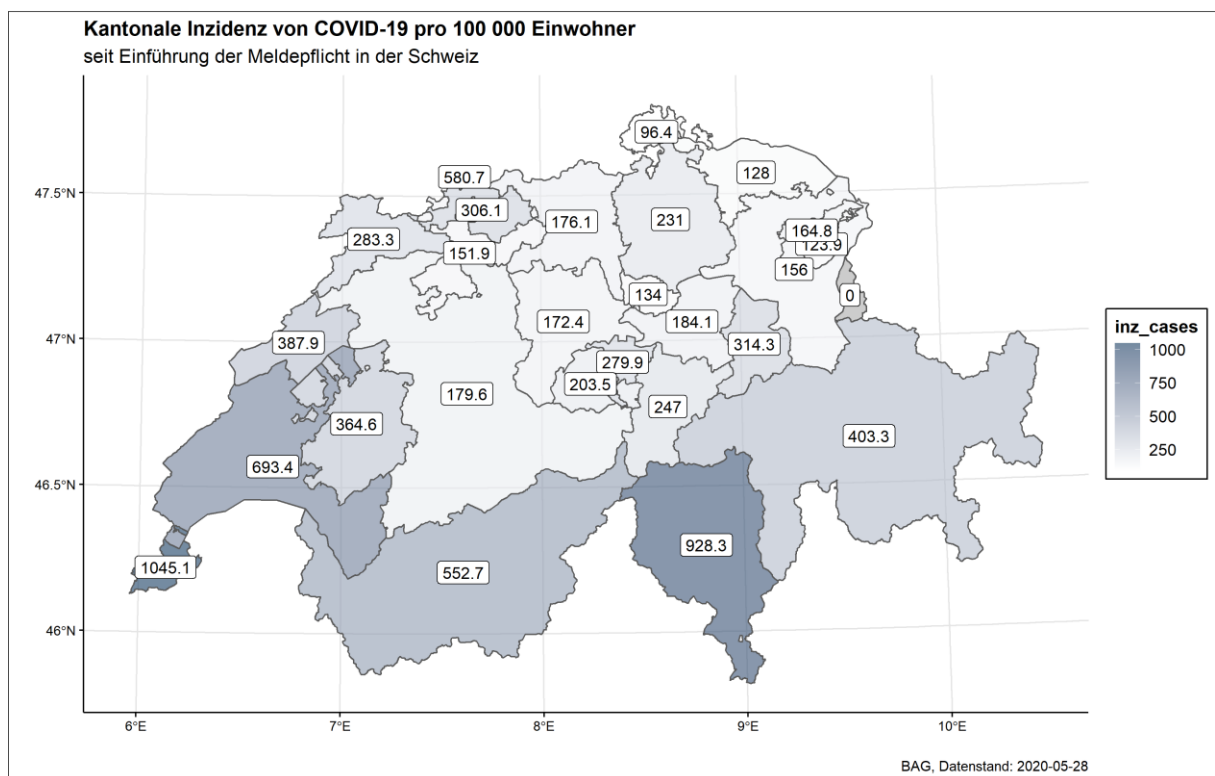 Kantonale Inzidenz von COVID-19 pro 100 000 Einwohner
seit Einführung der Meldepflicht in der Schweiz
96.4
580.7
128
47.5°N
306.1
176.1
231
164.8
283.3
123.9
151.9
156
134
0
172.4
184.1
47°N
387.9
314.3
279.9
203.5
179.6
247
364.6
403.3
693.4
46.5°N
928.3
1045.1
552.7
46°N
6°E
7°E
8°E
9°E
10°E
inz_cases
1000
750
500
250
BAG, Datenstand: 2020-05-28